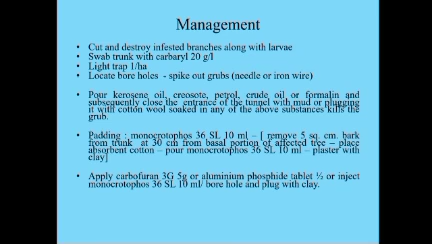 Management
• Cut and destroy infested branches along with larvae
• Swab trunk with carbaryl 20 g/l
• Light trap 1/ha
• Locate bore holes - spike out grubs (needle or iron wire)
• Pour kerosene oil, creosote, petrol, crude oil or formalin and
subsequently close the entrance of the tunnel with mud or plugging
it with cotton wool soaked in any of the above substances kills the
grub.
• Padding : monocrotophos 36 SL 10 ml – [ remove 5 sq. cm. bark
from trunk at 30 cm from basal portion of affected tree – place
absorbent cotton – pour monocrotophos 36 SL 10 ml – plaster with
clay]
• Apply carbofuran 3G 5g or aluminium phosphide tablet ½ or inject
monocrotophos 36 SL 10 ml/ bore hole and plug with clay.